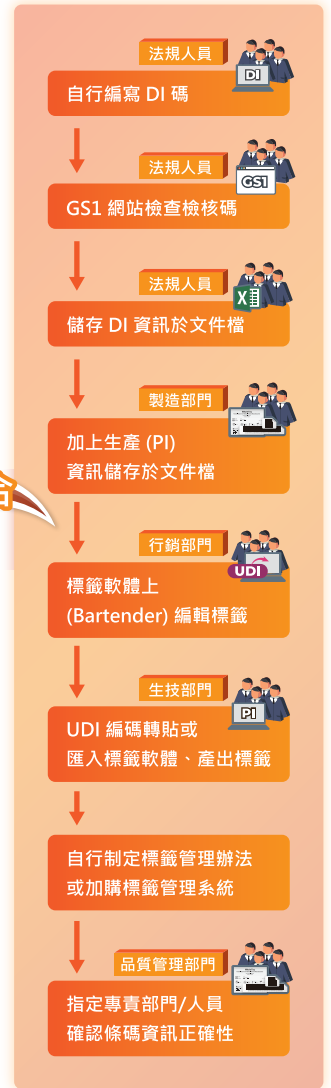 法規人員
DI
自行編寫 DI 碼
法規人員
GS1
GS1 網站檢查檢核碼
法規人員
X
儲存 DI 資訊於文件檔
製造部門
加上生產 (PI)
資訊儲存於文件檔
合
行銷部門
UDI
標籤軟體上
(Bartender) 編輯標籤
生技部門
PI
UDI 編碼轉貼或
匯入標籤軟體、產出標籤
自行制定標籤管理辦法
或加購標籤管理系統
品質管理部門
指定專責部門/人員
確認條碼資訊正確性